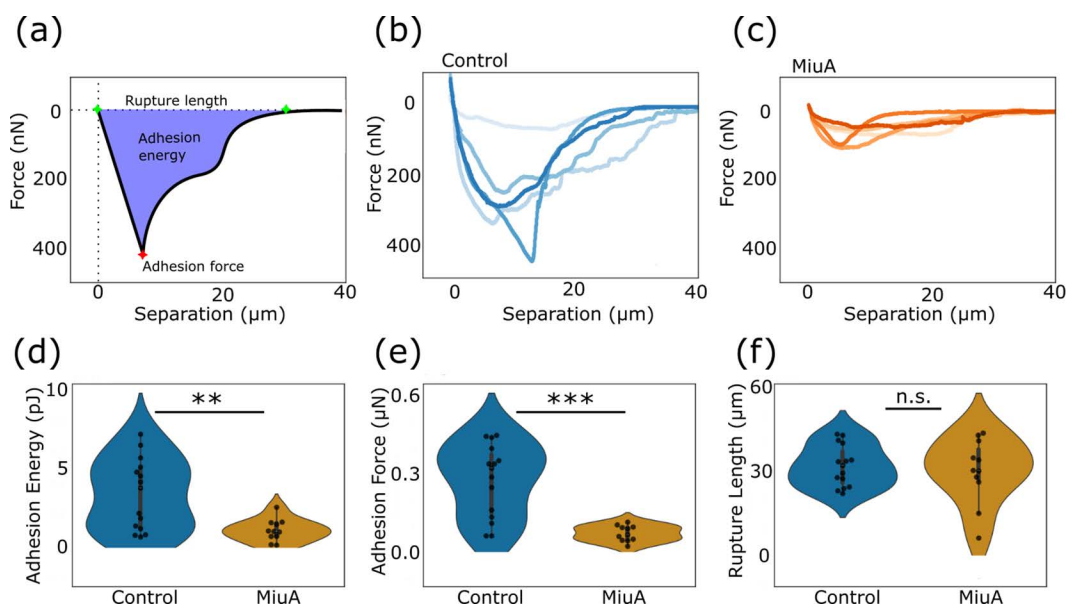 (a)
Rupture length
Adhesion
energy
Adhesion force
Force (nN)
0
200
400
0
20
40
Separation (µm)
(b)
Control
Force (nN)
0
200
400
0
20
40
Separation (µm)
(c)
MiuA
Force (nN)
0
200
400
0
20
40
Separation (µm)
(d)
Adhesion Energy (pJ)
10
5
0
**
Control
MiuA
(e)
Adhesion Force (µN)
0.6
0.3
0.0
***
Control
MiuA
(f)
Rupture Length (µm)
60
30
0
n.s.
Control
MiuA